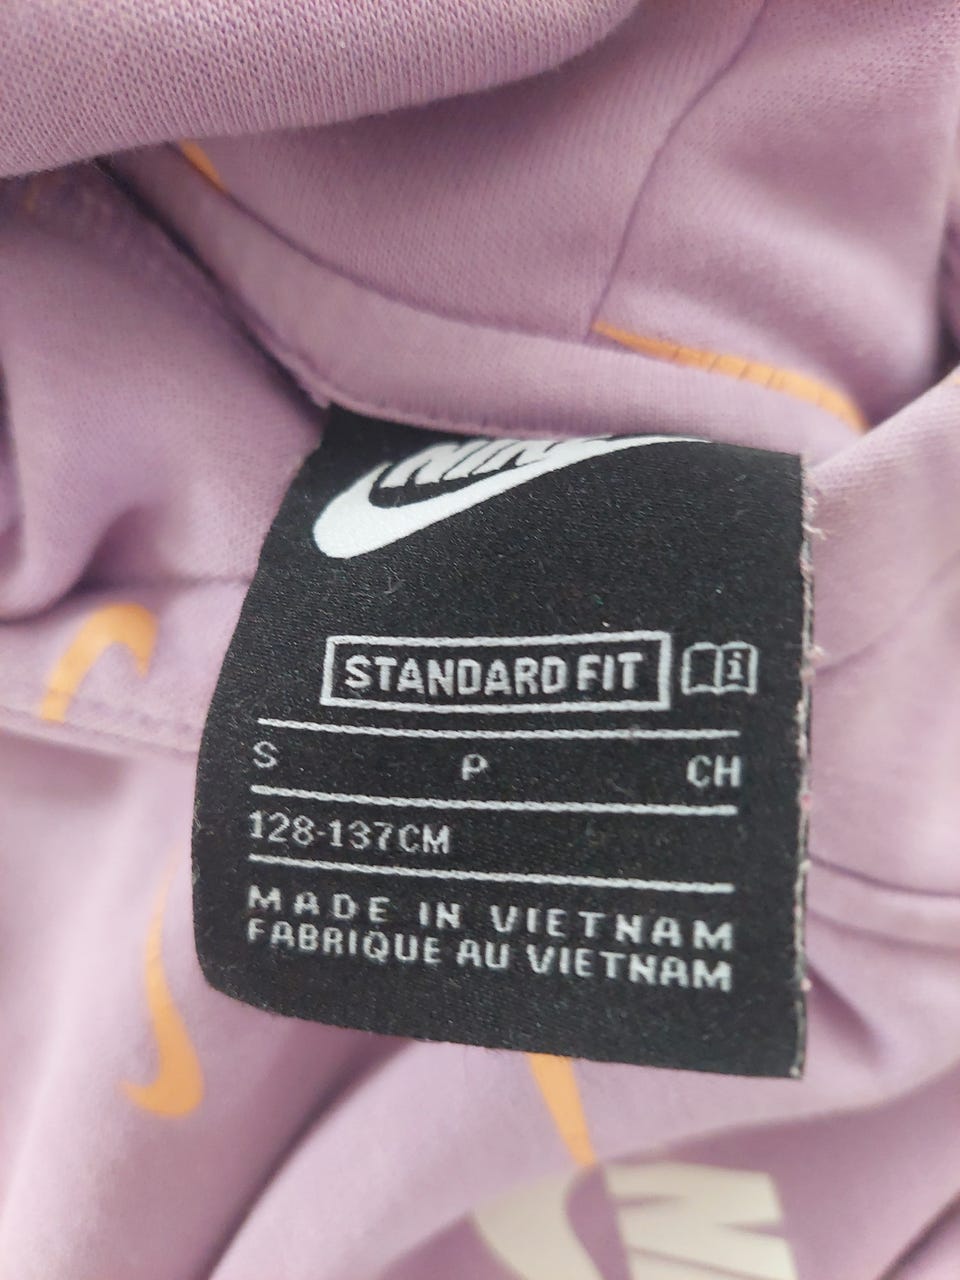 NIKE
STANDARD FIT
S P CH
128-137CM
MADE IN VIETNAM
FABRIQUE AU VIETNAM